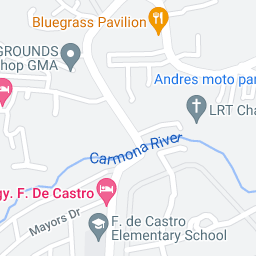 Bluegrass Pavilion
GROUNDS
hop GMA
Andres moto par
LRT Cha
Carmona River
gy. F. De Castro
Mayors Dr
F. de Castro
Elementary School